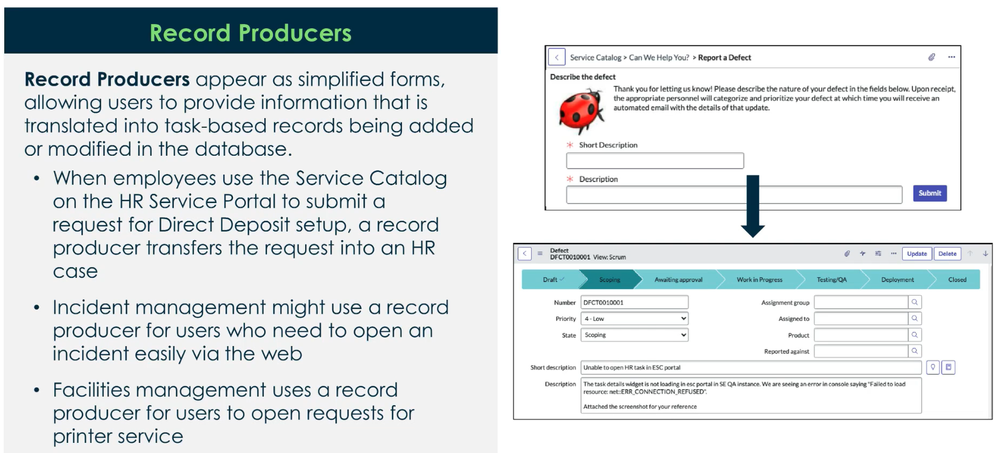 Record Producers
Record Producers appear as simplified forms,
allowing users to provide information that is
translated into task-based records being added
or modified in the database.
• When employees use the Service Catalog
on the HR Service Portal to submit a
request for Direct Deposit setup, a record
producer transfers the request into an HR
case
• Incident management might use a record
producer for users who need to open an
incident easily via the web
• Facilities management uses a record
producer for users to open requests for
printer service
Service Catalog > Can We Help You? > Report a Defect
Describe the defect
Thank you for letting us know! Please describe the nature of your defect in the fields below. Upon receipt,
the appropriate personnel will categorize and prioritize your defect at which time you will receive an
automated email with the details of that update.
* Short Description
* Description
Submit
Defect
DFCT0010001 View: Scrum
Update Delete
Draft Scoping Awaiting approval Work in Progress Testing/QA Deployment Closed
Number DFCT0010001 Assignment group
Priority 4 - Low Assigned to
State Scoping Product
Reported against
Short description Unable to open HR task in ESC portal
Description The task details widget is not loading in esc portal in SE QA instance. We are seeing an error in console saying "Failed to load
resource: net::ERR_CONNECTION_REFUSED".
Attached the screenshot for your reference